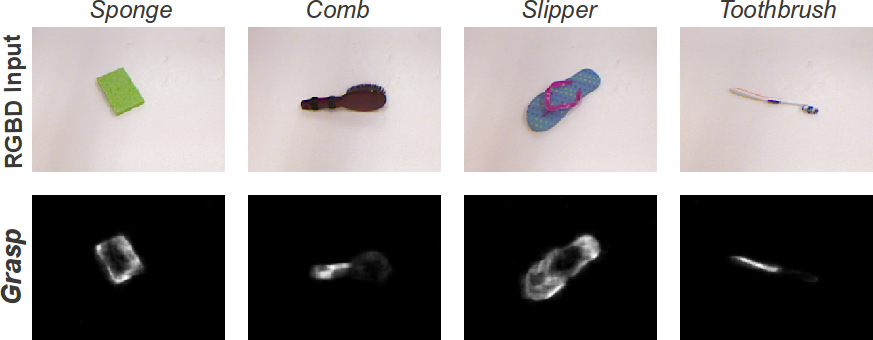 Sponge
Comb
Slipper
Toothbrush
RGBD Input
Grasp